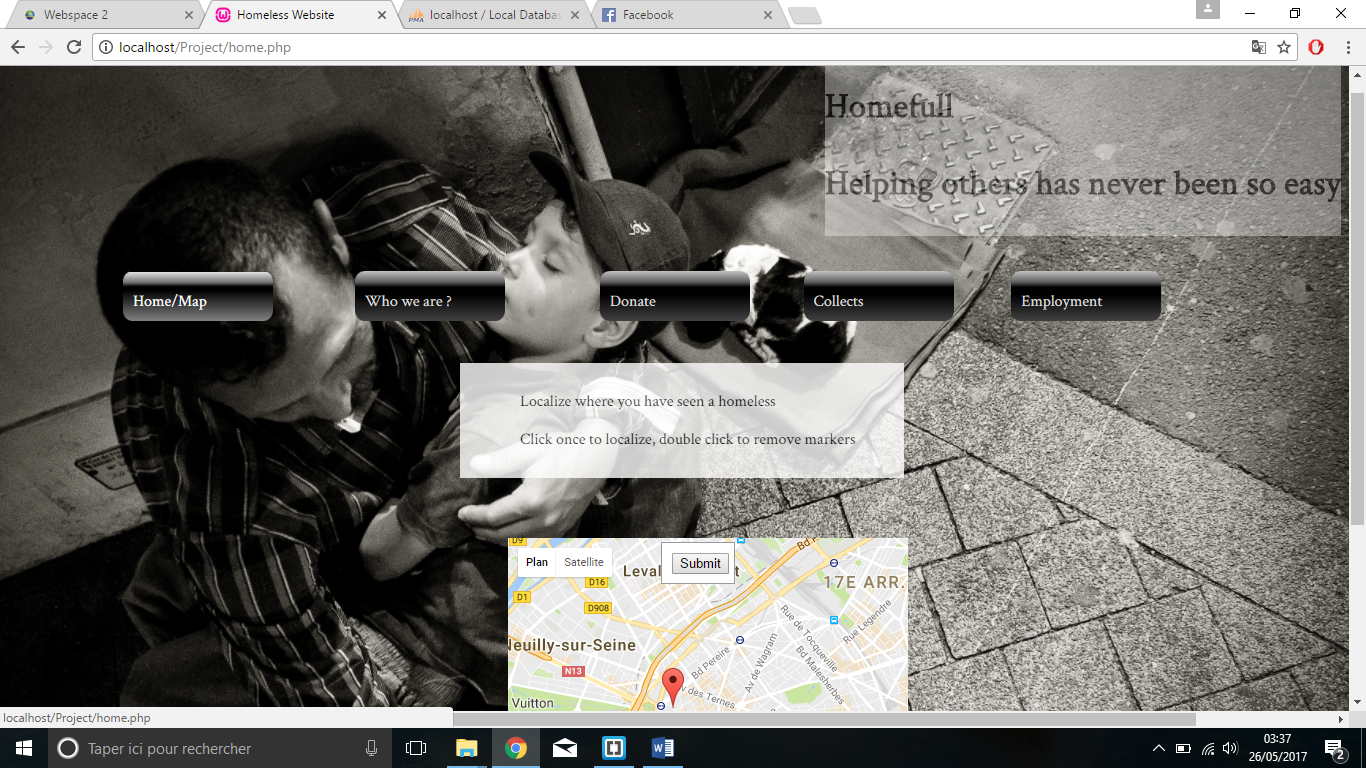 Webspace 2
Homeless Website
localhost / Local Databas
Facebook
localhost/Project/home.php
Homefull
Helping others has never been so easy
Home/Map
Who we are ?
Donate
Collects
Employment
Localize where you have seen a homeless
Click once to localize, double click to remove markers
D9
Bd P
Plan
Satellite
Submit
Leval
t
17E ARR.
D16
D1
D908
Rue de Tocqueville
Rue Legendre
Neuilly-sur-Seine
Bd Pereire
Av de Wagram
Bd Malesherbes
N13
Av des Ternes
Vuitton
localhost/Project/home.php
Taper ici pour rechercher
03:37
26/05/2017
2